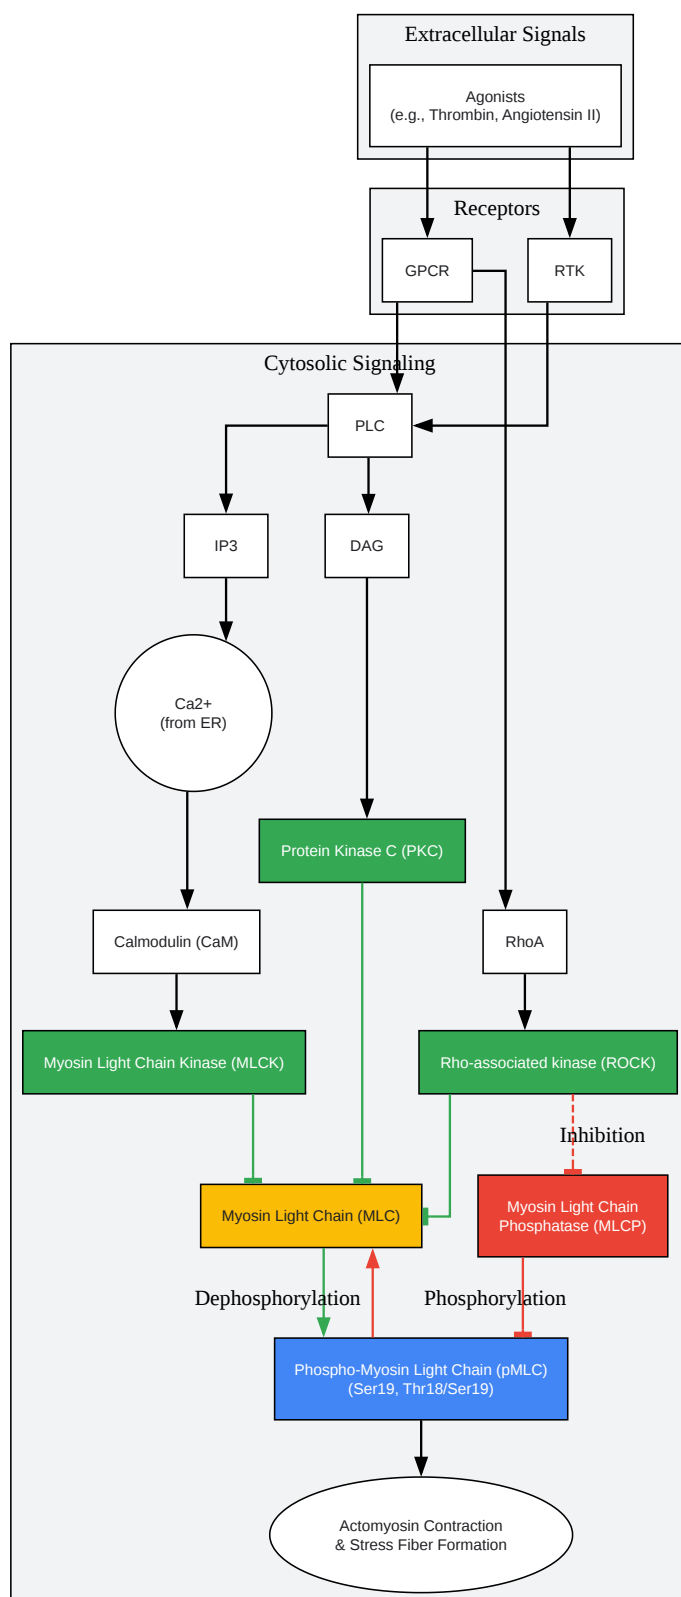 Extracellular Signals
Agonists
(e.g., Thrombin, Angiotensin II)
Receptors
GPCR
RTK
Cytosolic Signaling
PLC
IP3
DAG
Ca2+
(from ER)
Protein Kinase C (PKC)
Calmodulin (CaM)
RhoA
Myosin Light Chain Kinase (MLCK)
Rho-associated kinase (ROCK)
Inhibition
Myosin Light Chain (MLC)
Myosin Light Chain
Phosphatase (MLCP)
Dephosphorylation
Phosphorylation
Phospho-Myosin Light Chain (pMLC)
(Ser19, Thr18/Ser19)
Actomyosin Contraction
& Stress Fiber Formation